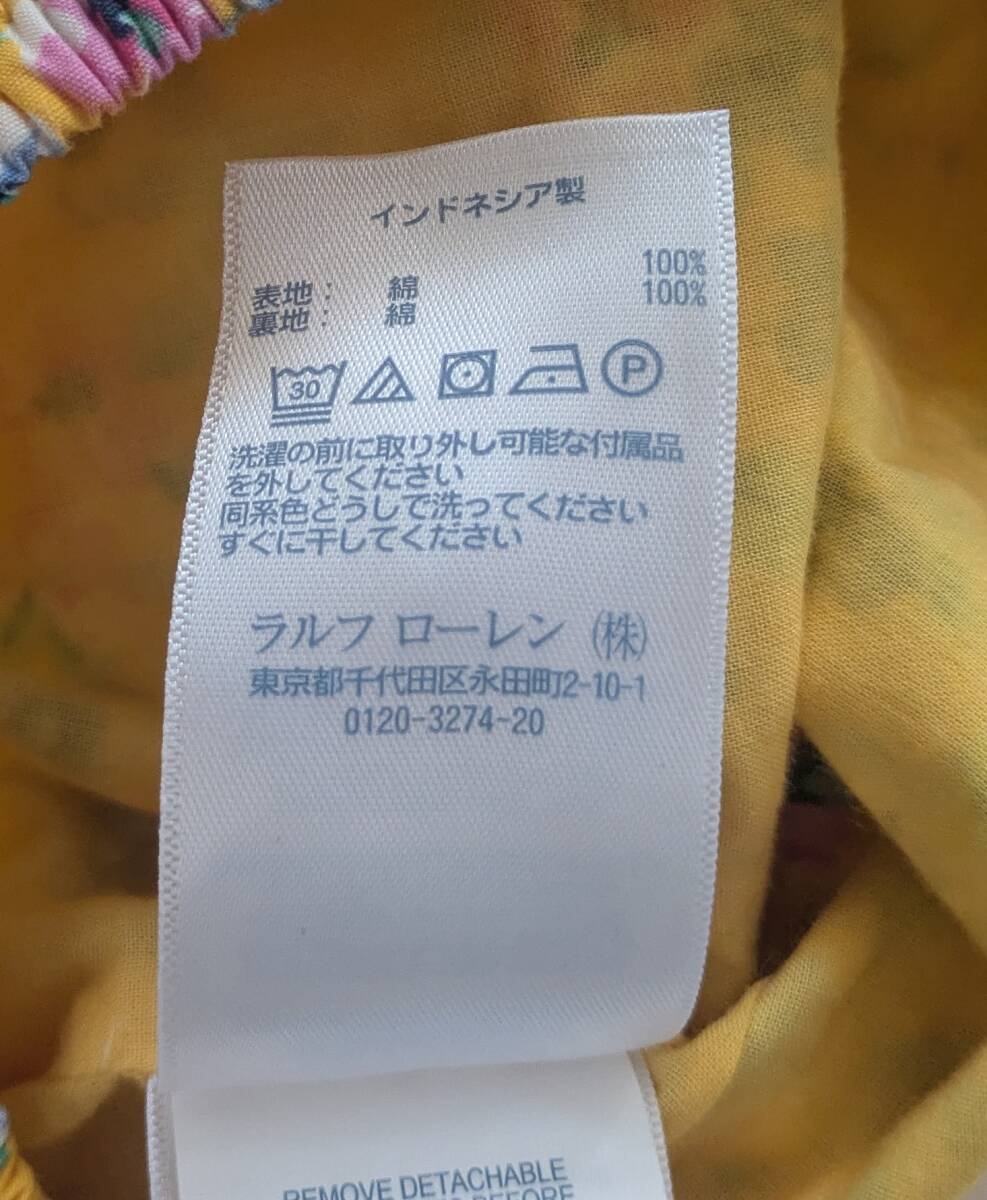 インドネシア製
表地： 綿 100%
裏地： 綿 100%
30 P
洗濯の前に取り外し可能な付属品
を外してください
同系色どうしで洗ってください
すぐに干してください
ラルフ ローレン （株）
東京都千代田区永田町2-10-1
0120-3274-20
REMOVE DETACHABLE
BEFORE